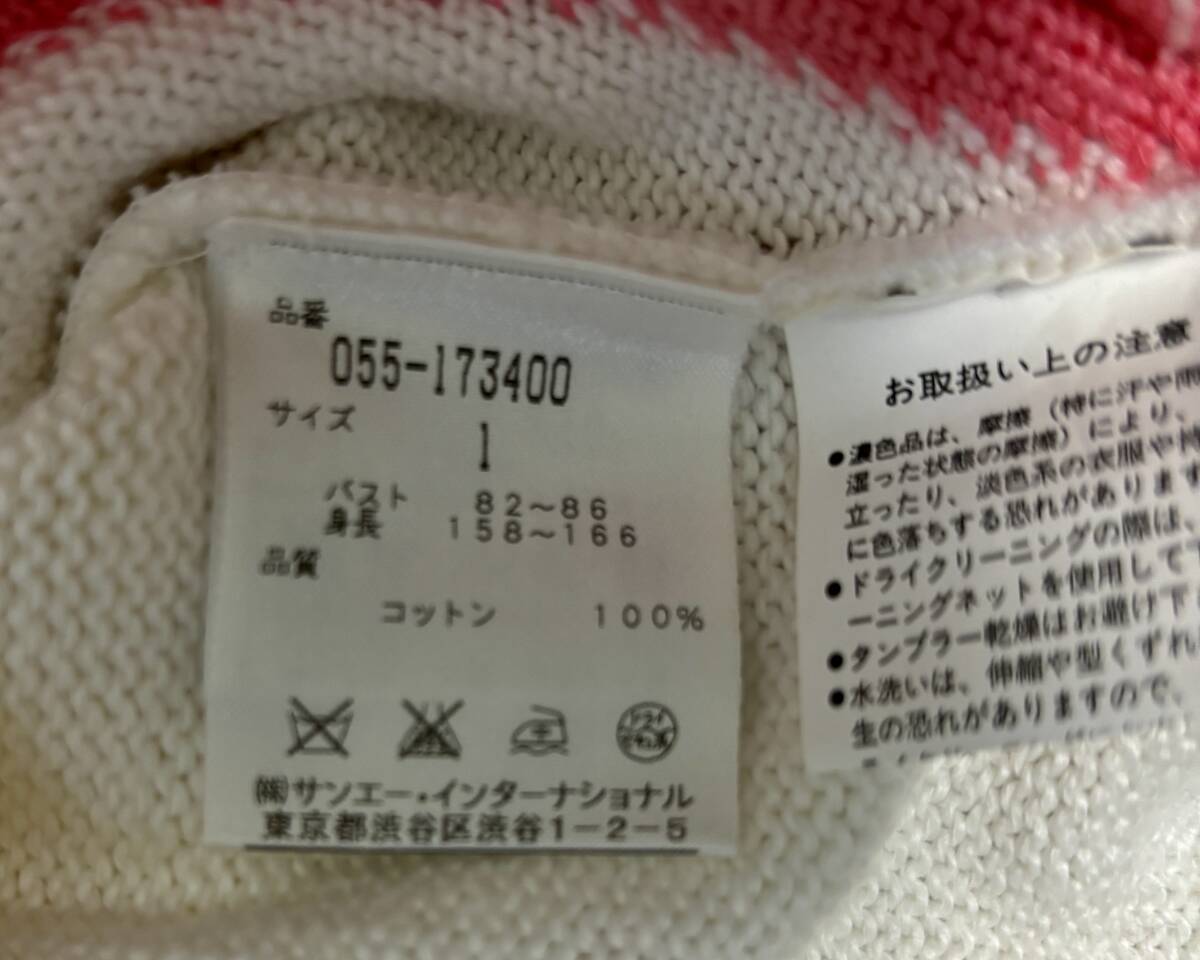 品番
055-173400
サイズ
1
バスト 82～86
身長 158～166
品質
コットン 100%
ドライ
㈱サンエー・インターナショナル
東京都渋谷区渋谷1-2-5
お取扱い上の注意
●濃色品は、摩擦（特に汗や雨
湿った状態の摩擦）により、
立ったり、淡色系の衣服や
に色落ちする恐れがあります
●ドライクリーニングの際は、
ーニングネットを使用して下
●タンブラー乾燥はお避け下
●水洗いは、伸縮や型くずれ
生の恐れがありますので、